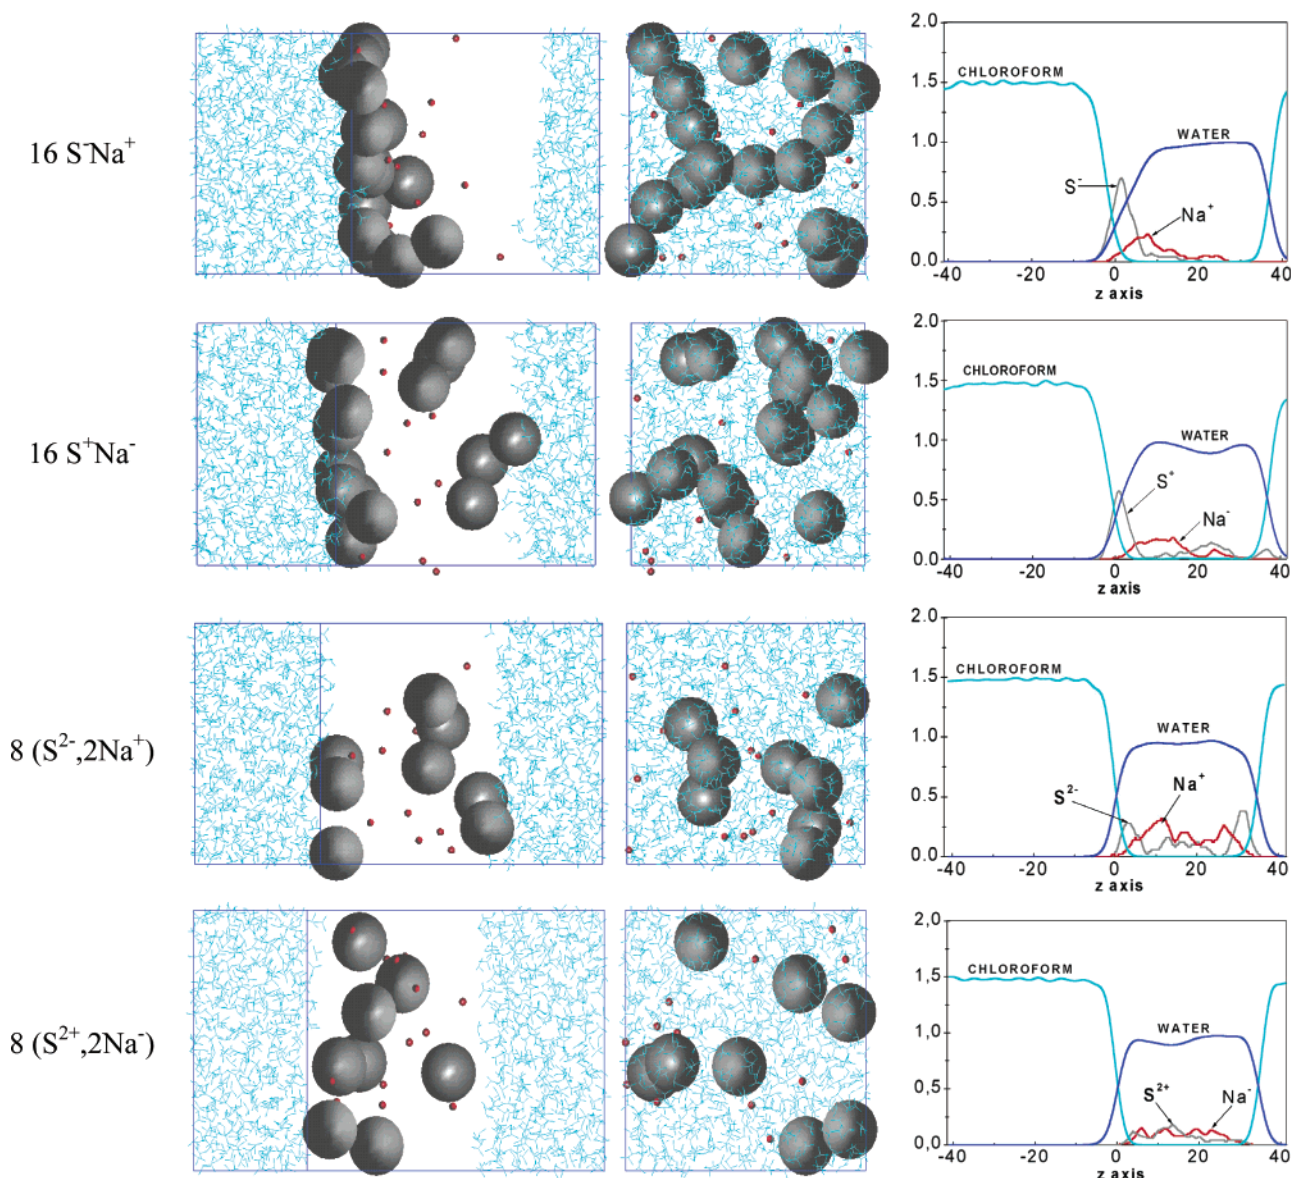 16 S⁻Na⁺
2.0
1.5
1.0
0.5
0.0
CHLOROFORM
WATER
S⁻
Na⁺
-40 -20 0 20 40
z axis
16 S⁺Na⁻
2.0
1.5
1.0
0.5
0.0
CHLOROFORM
WATER
S⁺
Na⁻
-40 -20 0 20 40
z axis
8 (S²⁻,2Na⁺)
2.0
1.5
1.0
0.5
0.0
CHLOROFORM
WATER
S²⁻
Na⁺
-40 -20 0 20 40
z axis
8 (S²⁺,2Na⁻)
2,0
1,5
1,0
0,5
0,0
CHLOROFORM
WATER
S²⁺
Na⁻
-40 -20 0 20 40
z axis